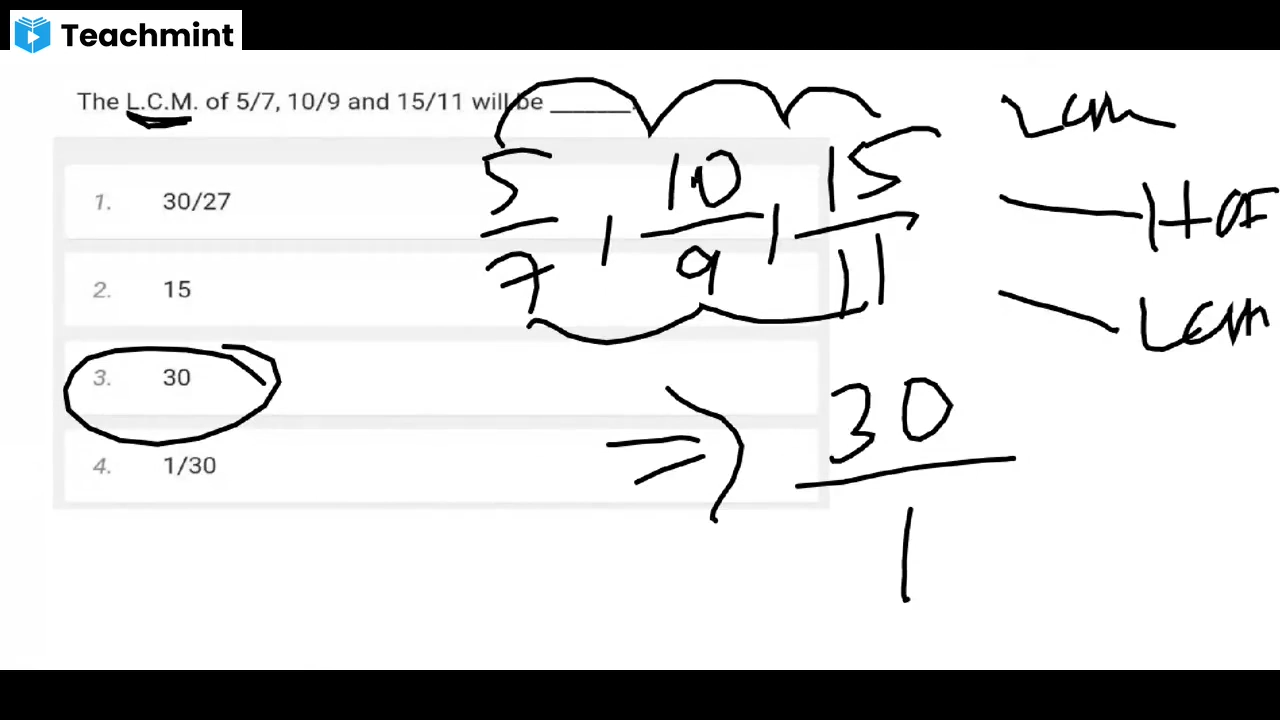 Teachmint
The L.C.M. of 5/7, 10/9 and 15/11 will be _______.
1. 30/27
2. 15
3. 30
4. 1/30
5/7, 10/9, 15/11
Lcm
HCF
Lcm
⇒ 30/1